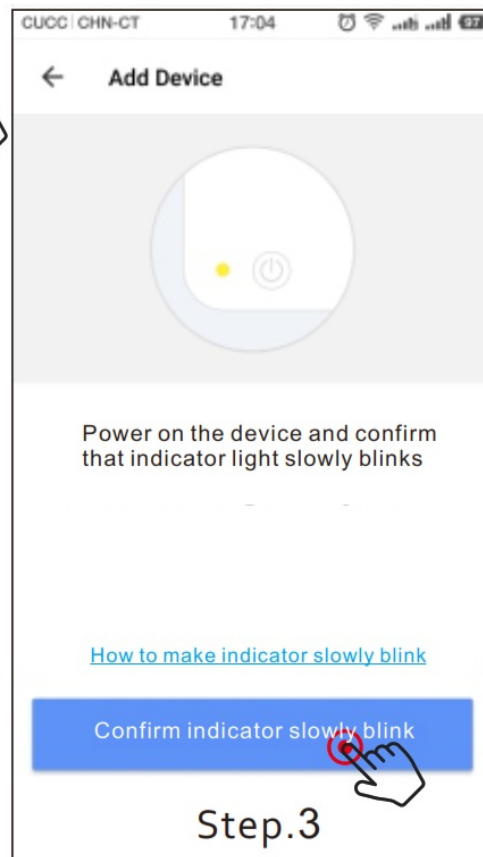 CUCC CHN-CT 17:04 97
Add Device
Power on the device and confirm
that indicator light slowly blinks
How to make indicator slowly blink
Confirm indicator slowly blink
Step.3